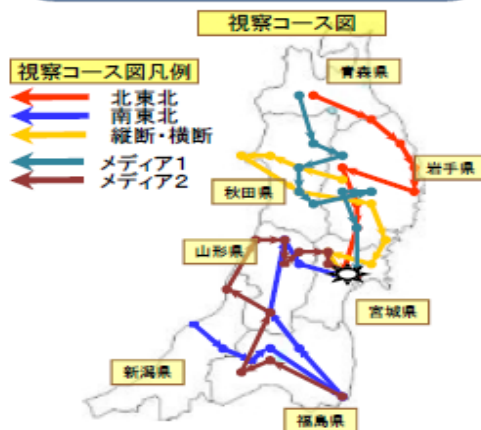 視察コース図
青森県
視察コース図凡例
北東北
南東北
縦断・横断
メディア1
メディア2
岩手県
秋田県
山形県
宮城県
新潟県
福島県